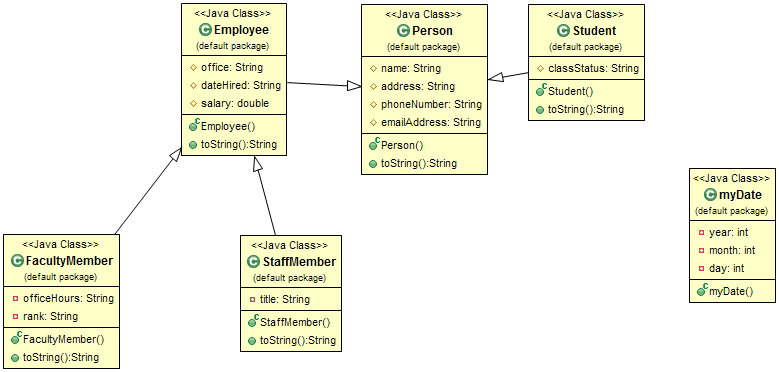 <<Java Class>>
Employee
(default package)
office: String
dateHired: String
salary: double
Employee()
toString():String
<<Java Class>>
Person
(default package)
name: String
address: String
phoneNumber: String
emailAddress: String
Person()
toString():String
<<Java Class>>
Student
(default package)
classStatus: String
Student()
toString():String
<<Java Class>>
myDate
(default package)
year: int
month: int
day: int
myDate()
<<Java Class>>
FacultyMember
(default package)
officeHours: String
rank: String
FacultyMember()
toString():String
<<Java Class>>
StaffMember
(default package)
title: String
StaffMember()
toString():String